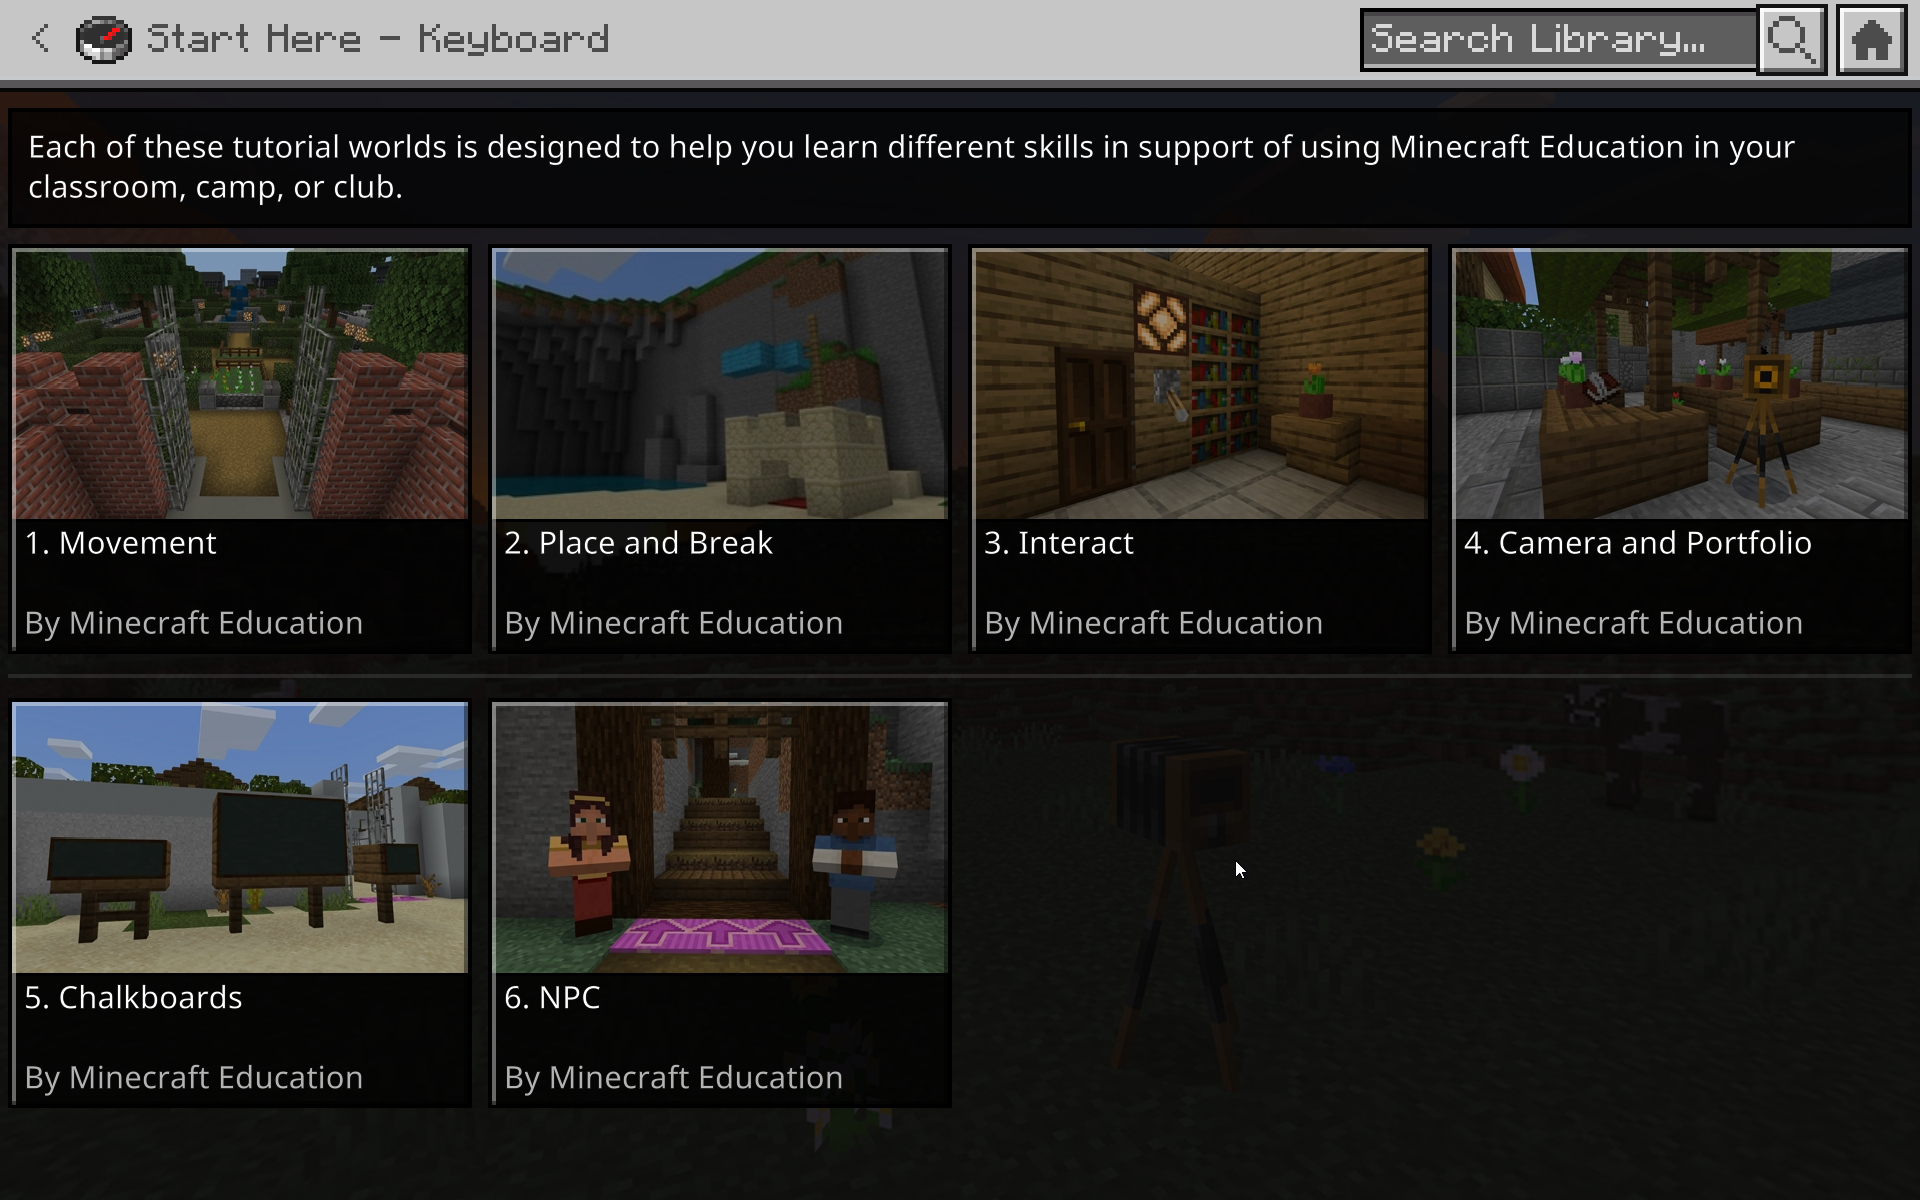 Start Here - Keyboard
Search Library...
Each of these tutorial worlds is designed to help you learn different skills in support of using Minecraft Education in your
classroom, camp, or club.
1. Movement
By Minecraft Education
2. Place and Break
By Minecraft Education
3. Interact
By Minecraft Education
4. Camera and Portfolio
By Minecraft Education
5. Chalkboards
By Minecraft Education
6. NPC
By Minecraft Education